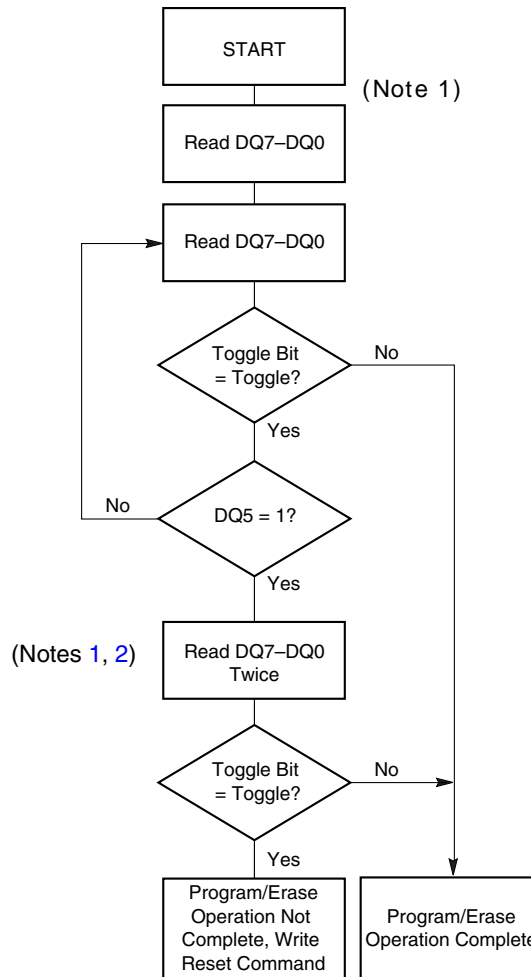 START
(Note 1)
Read DQ7–DQ0
Read DQ7–DQ0
Toggle Bit
= Toggle?
No
Yes
DQ5 = 1?
No
Yes
(Notes 1, 2)
Read DQ7–DQ0
Twice
Toggle Bit
= Toggle?
No
Yes
Program/Erase
Operation Not
Complete, Write
Reset Command
Program/Erase
Operation Complete